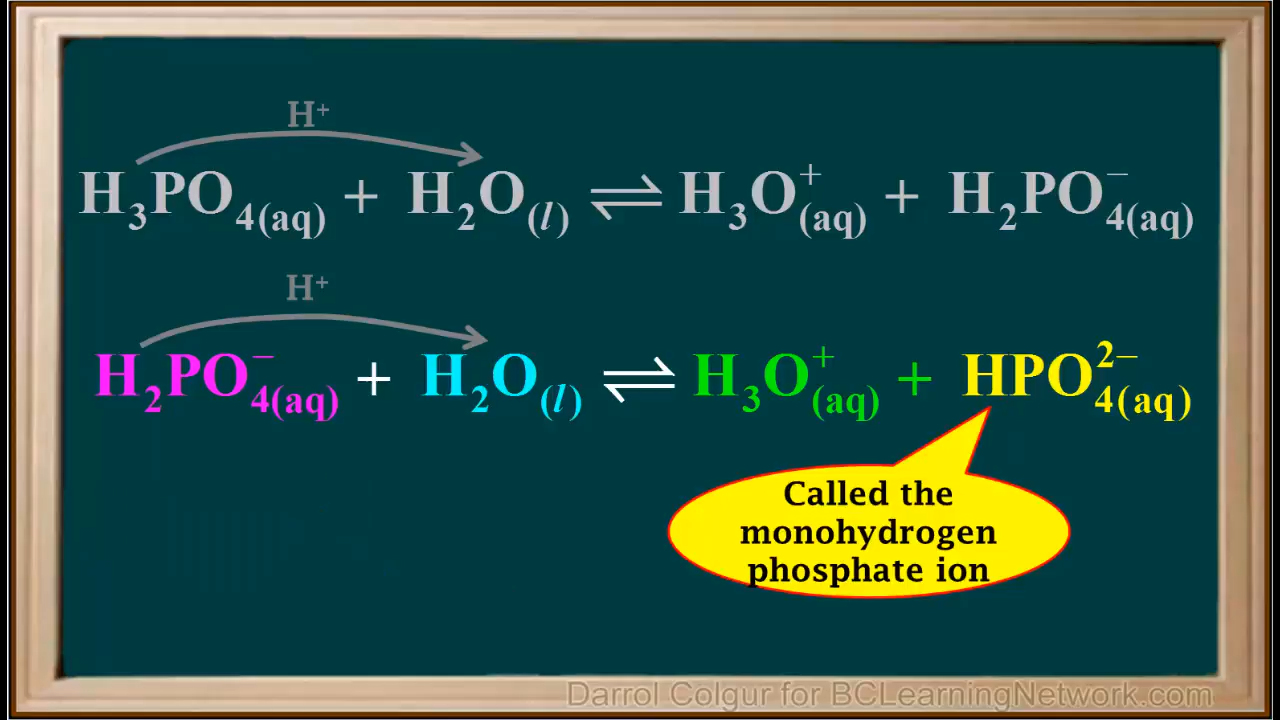 H⁺
H₃PO₄₍aq₎ + H₂O₍l₎ ⇌ H₃O⁺₍aq₎ + H₂PO₄⁻₍aq₎
H⁺
H₂PO₄⁻₍aq₎ + H₂O₍l₎ ⇌ H₃O⁺₍aq₎ + HPO₄²⁻₍aq₎
Called the
monohydrogen
phosphate ion
Darrol Colgur for BCLearningNetwork.com